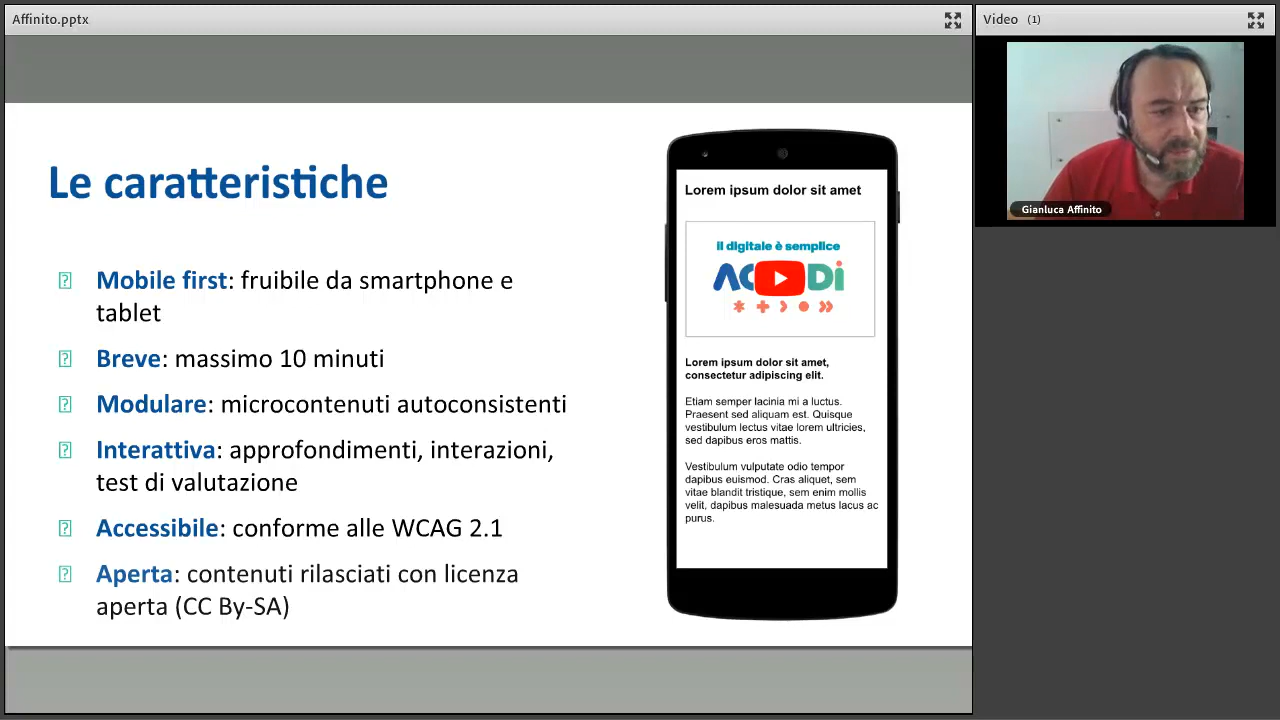 Affinito.pptx
Video (1)
Gianluca Affinito
Le caratteristiche
Mobile first: fruibile da smartphone e
tablet
Breve: massimo 10 minuti
Modulare: microcontenuti autoconsistenti
Interattiva: approfondimenti, interazioni,
test di valutazione
Accessibile: conforme alle WCAG 2.1
Aperta: contenuti rilasciati con licenza
aperta (CC By-SA)
Lorem ipsum dolor sit amet
il digitale è semplice
Lorem ipsum dolor sit amet,
consectetur adipiscing elit.
Etiam semper lacinia mi a luctus.
Praesent sed aliquam est. Quisque
vestibulum lectus vitae lorem ultricies,
sed dapibus eros mattis.
Vestibulum vulputate odio tempor
dapibus euismod. Cras aliquet, sem
vitae blandit tristique, sem enim mollis
velit, dapibus malesuada metus lacus ac
purus.